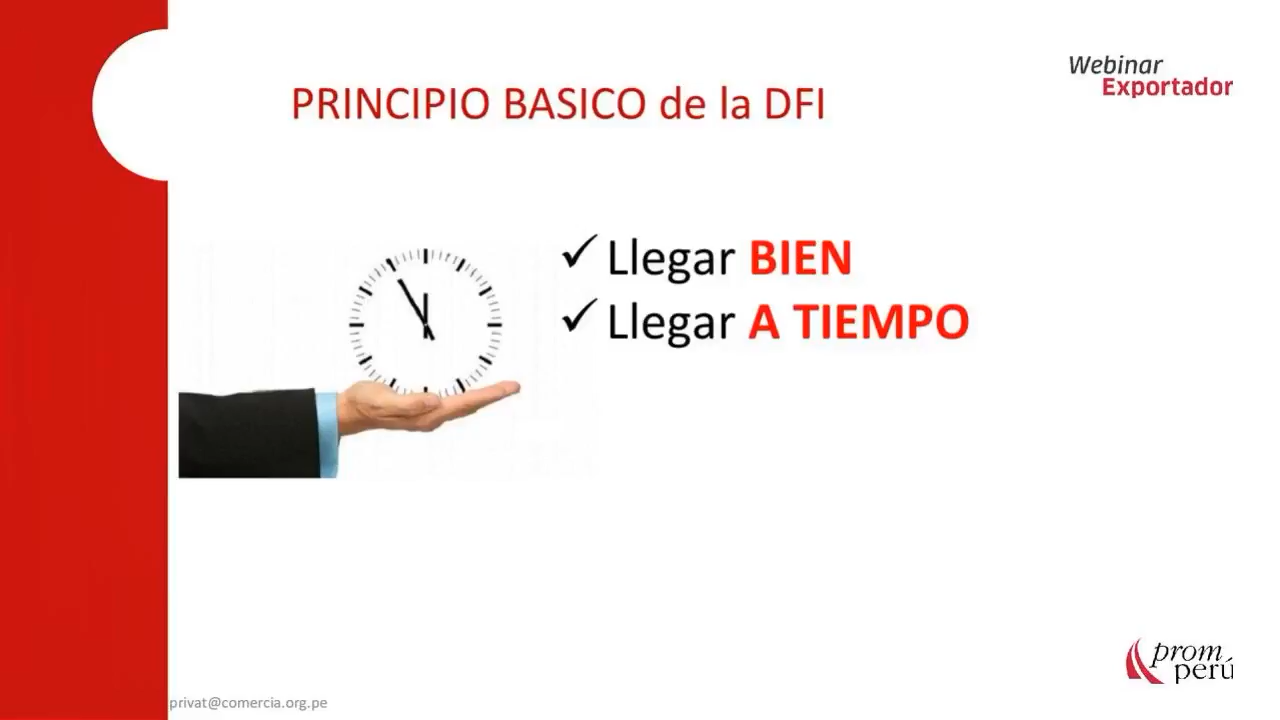 Webinar
Exportador
PRINCIPIO BASICO de la DFI
✓ Llegar BIEN
✓ Llegar A TIEMPO
prom
perú
privat@comercia.org.pe